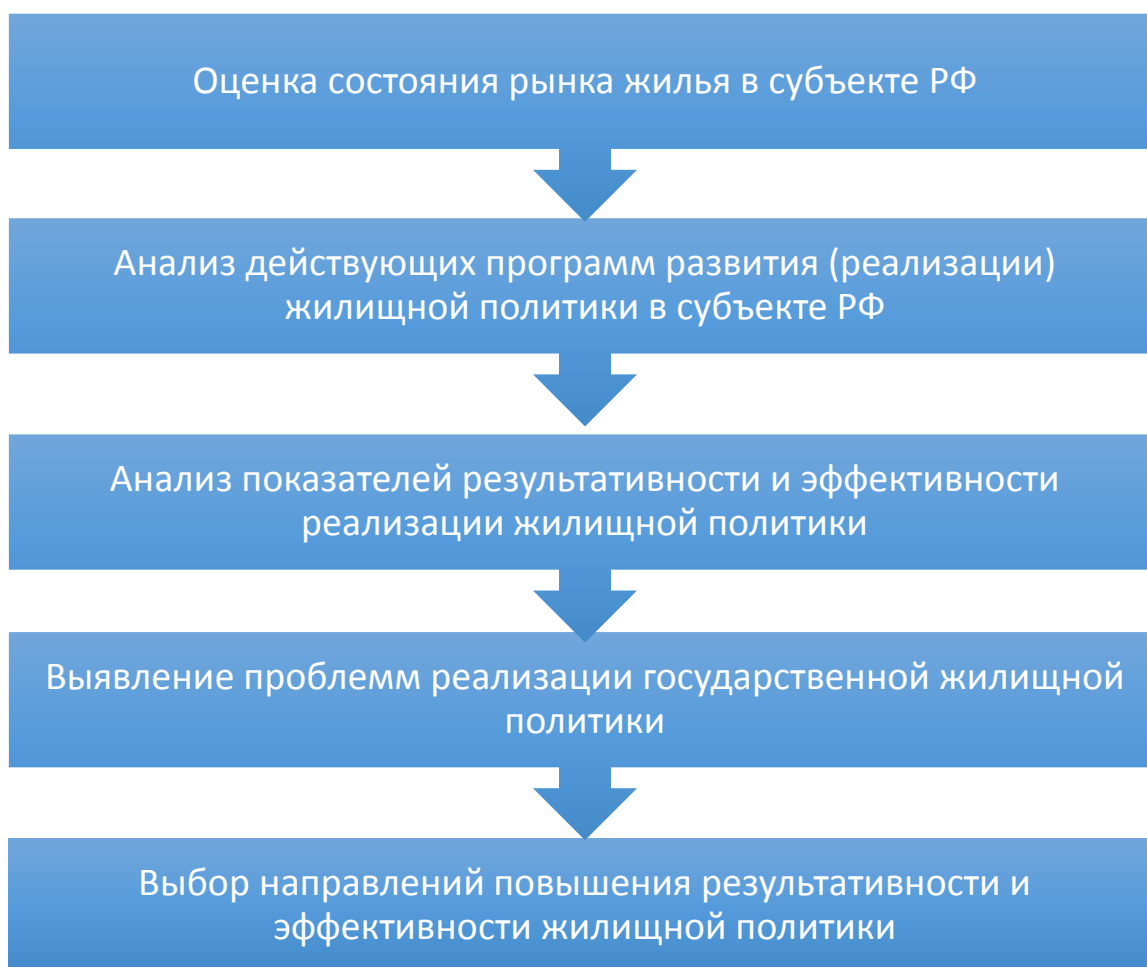 Оценка состояния рынка жилья в субъекте РФ
Анализ действующих программ развития (реализации)
жилищной политики в субъекте РФ
Анализ показателей результативности и эффективности
реализации жилищной политики
Выявление проблемм реализации государственной жилищной
политики
Выбор направлений повышения результативности и
эффективности жилищной политики